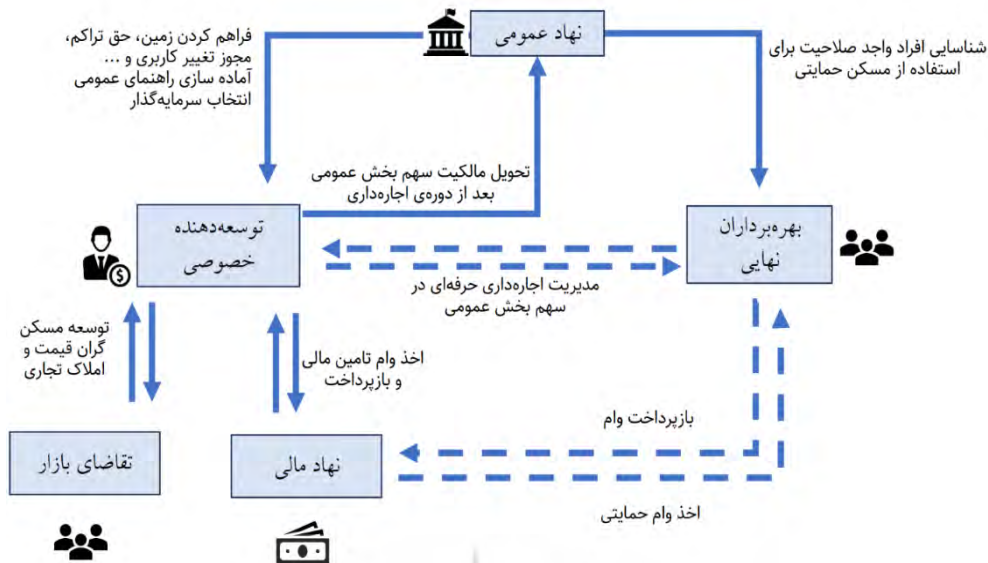 نهاد عمومی
فراهم کردن زمین، حق تراکم،
مجوز تغییر کاربری و ...
آماده سازی راهنمای عمومی
انتخاب سرمایه‌گذار
شناسایی افراد واجد صلاحیت برای
استفاده از مسکن حمایتی
تحویل مالکیت سهم بخش عمومی
بعد از دوره‌ی اجاره‌داری
توسعه‌دهنده
خصوصی
بهره‌برداران
نهایی
مدیریت اجاره‌داری حرفه‌ای در
سهم بخش عمومی
توسعه مسکن
گران قیمت و
املاک تجاری
اخذ وام تامین مالی
و بازپرداخت
بازپرداخت وام
تقاضای بازار
نهاد مالی
اخذ وام حمایتی